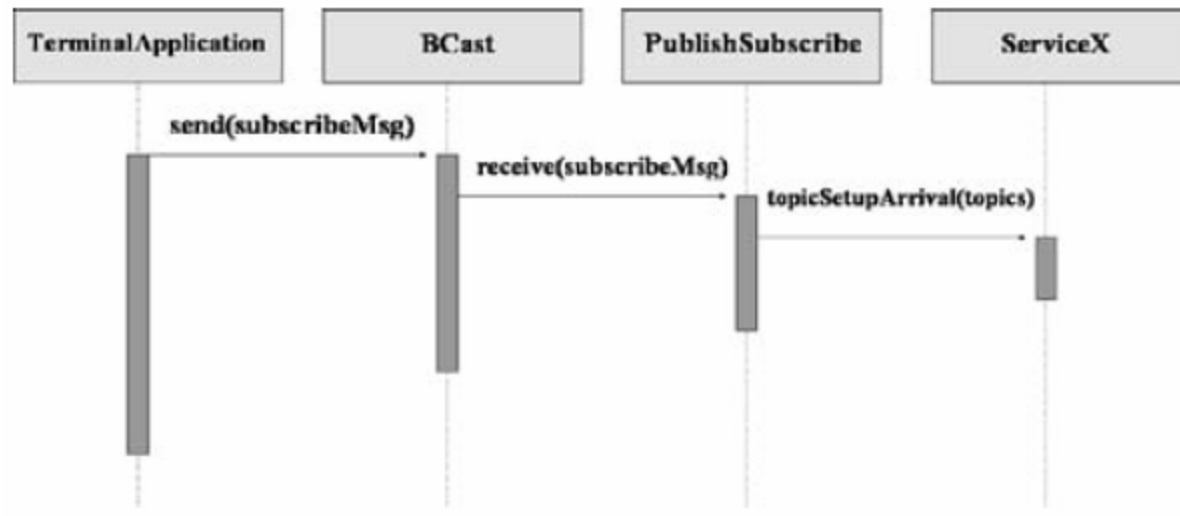 TerminalApplication
BCast
PublishSubscribe
ServiceX
send(subscribeMsg)
receive(subscribeMsg)
topicSetupArrival(topics)